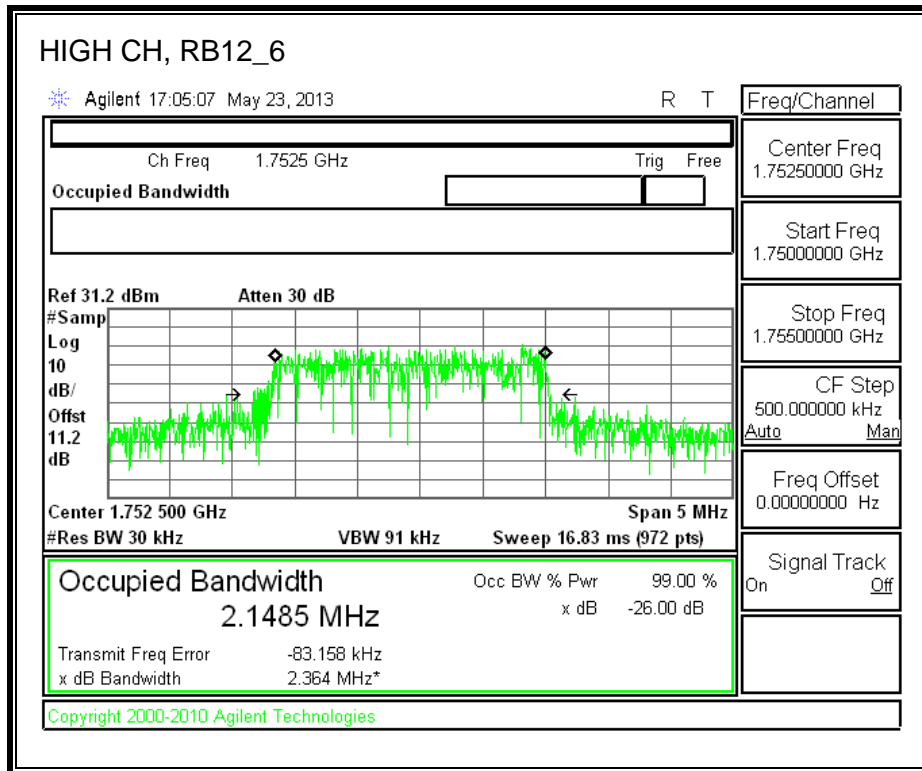 HIGH CH, RB12_6
Agilent 17:05:07 May 23, 2013 R T
Freq/Channel
Ch Freq 1.7525 GHz Trig Free
Occupied Bandwidth
Center Freq
1.75250000 GHz
Start Freq
1.75000000 GHz
Stop Freq
1.75500000 GHz
CF Step
500.000000 kHz
Auto Man
Freq Offset
0.00000000 Hz
Signal Track
On Off
Ref 31.2 dBm Atten 30 dB
#Samp
Log
10
dB/
Offst
11.2
dB
Center 1.752 500 GHz Span 5 MHz
#Res BW 30 kHz VBW 91 kHz Sweep 16.83 ms (972 pts)
Occupied Bandwidth Occ BW % Pwr 99.00 %
2.1485 MHz x dB -26.00 dB
Transmit Freq Error -83.158 kHz
x dB Bandwidth 2.364 MHz*
Copyright 2000-2010 Agilent Technologies